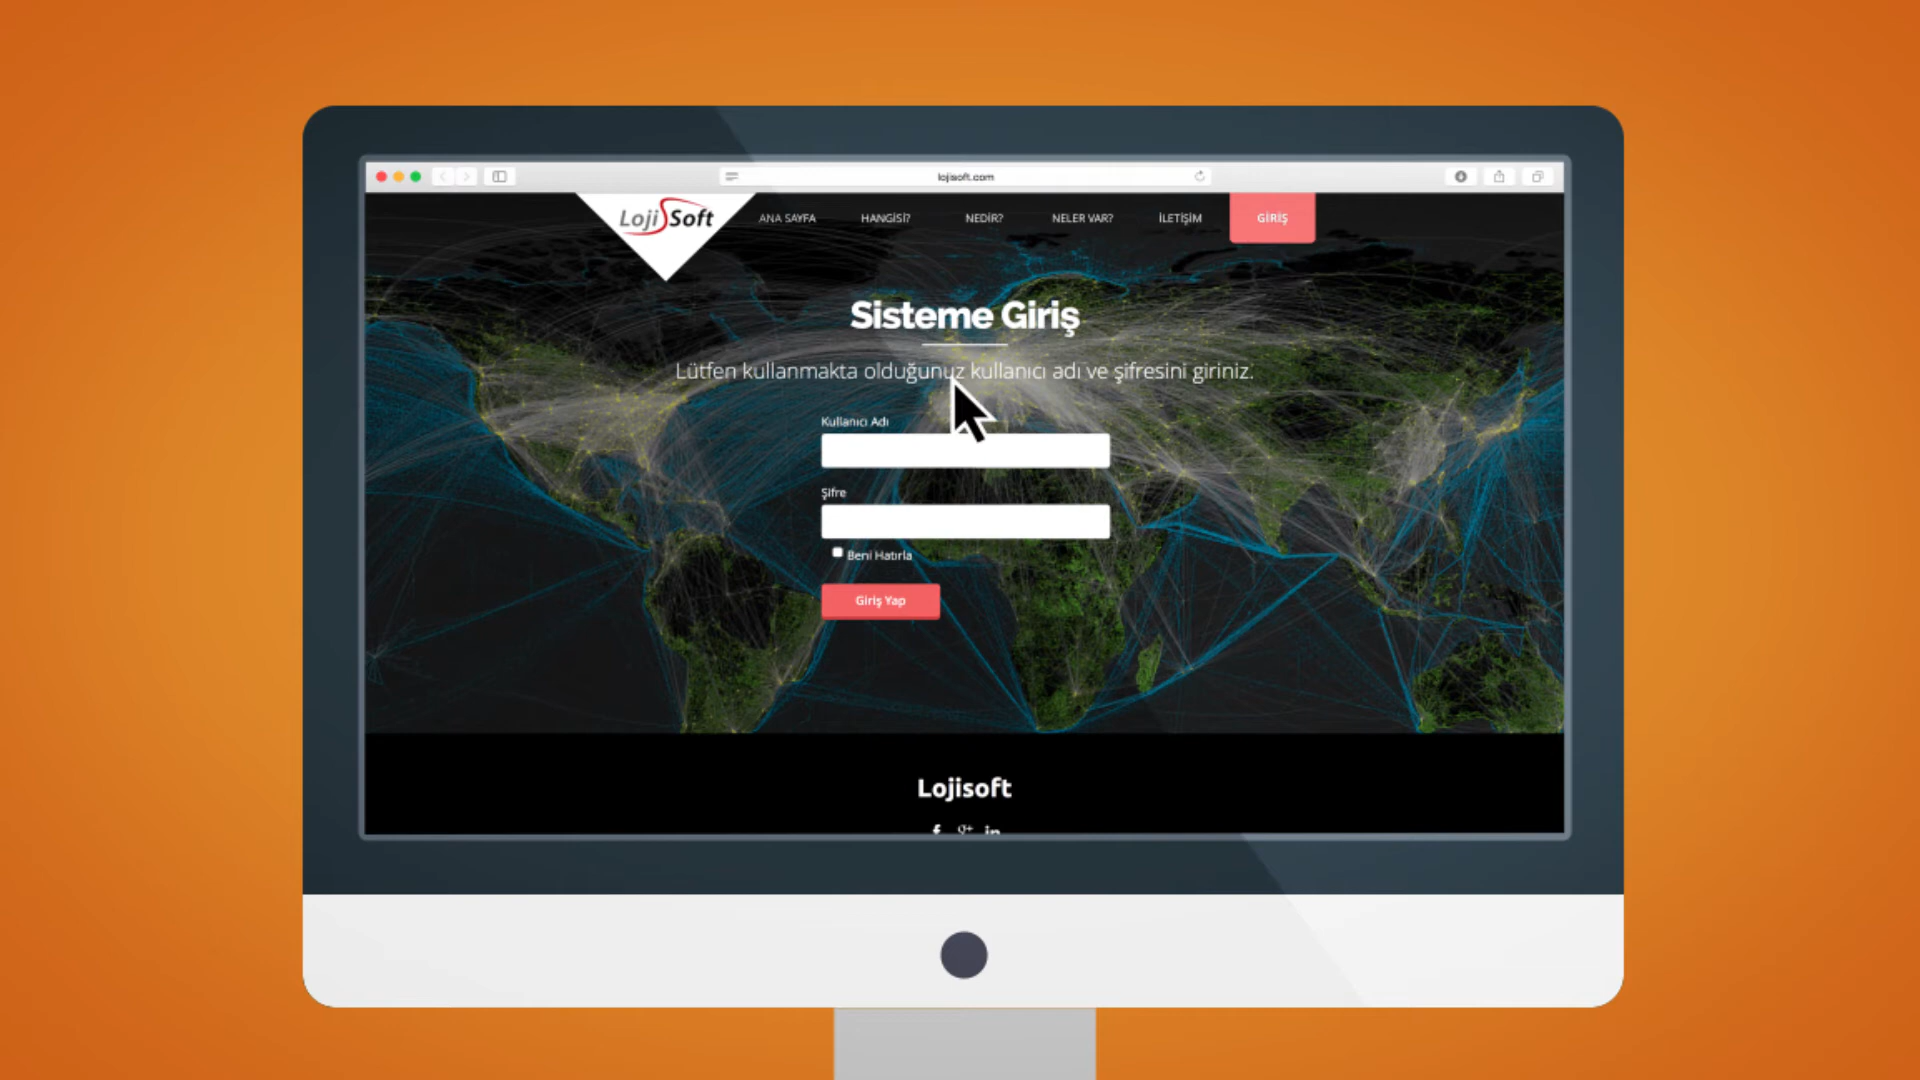 lojisoft.com
Loji Soft
ANA SAYFA HANGİSİ? NEDİR? NELER VAR? İLETİŞİM GİRİŞ
Sisteme Giriş
Lütfen kullanmakta olduğunuz kullanıcı adı ve şifresini giriniz.
Kullanıcı Adı
Şifre
Beni Hatırla
Giriş Yap
Lojisoft
f g+ in